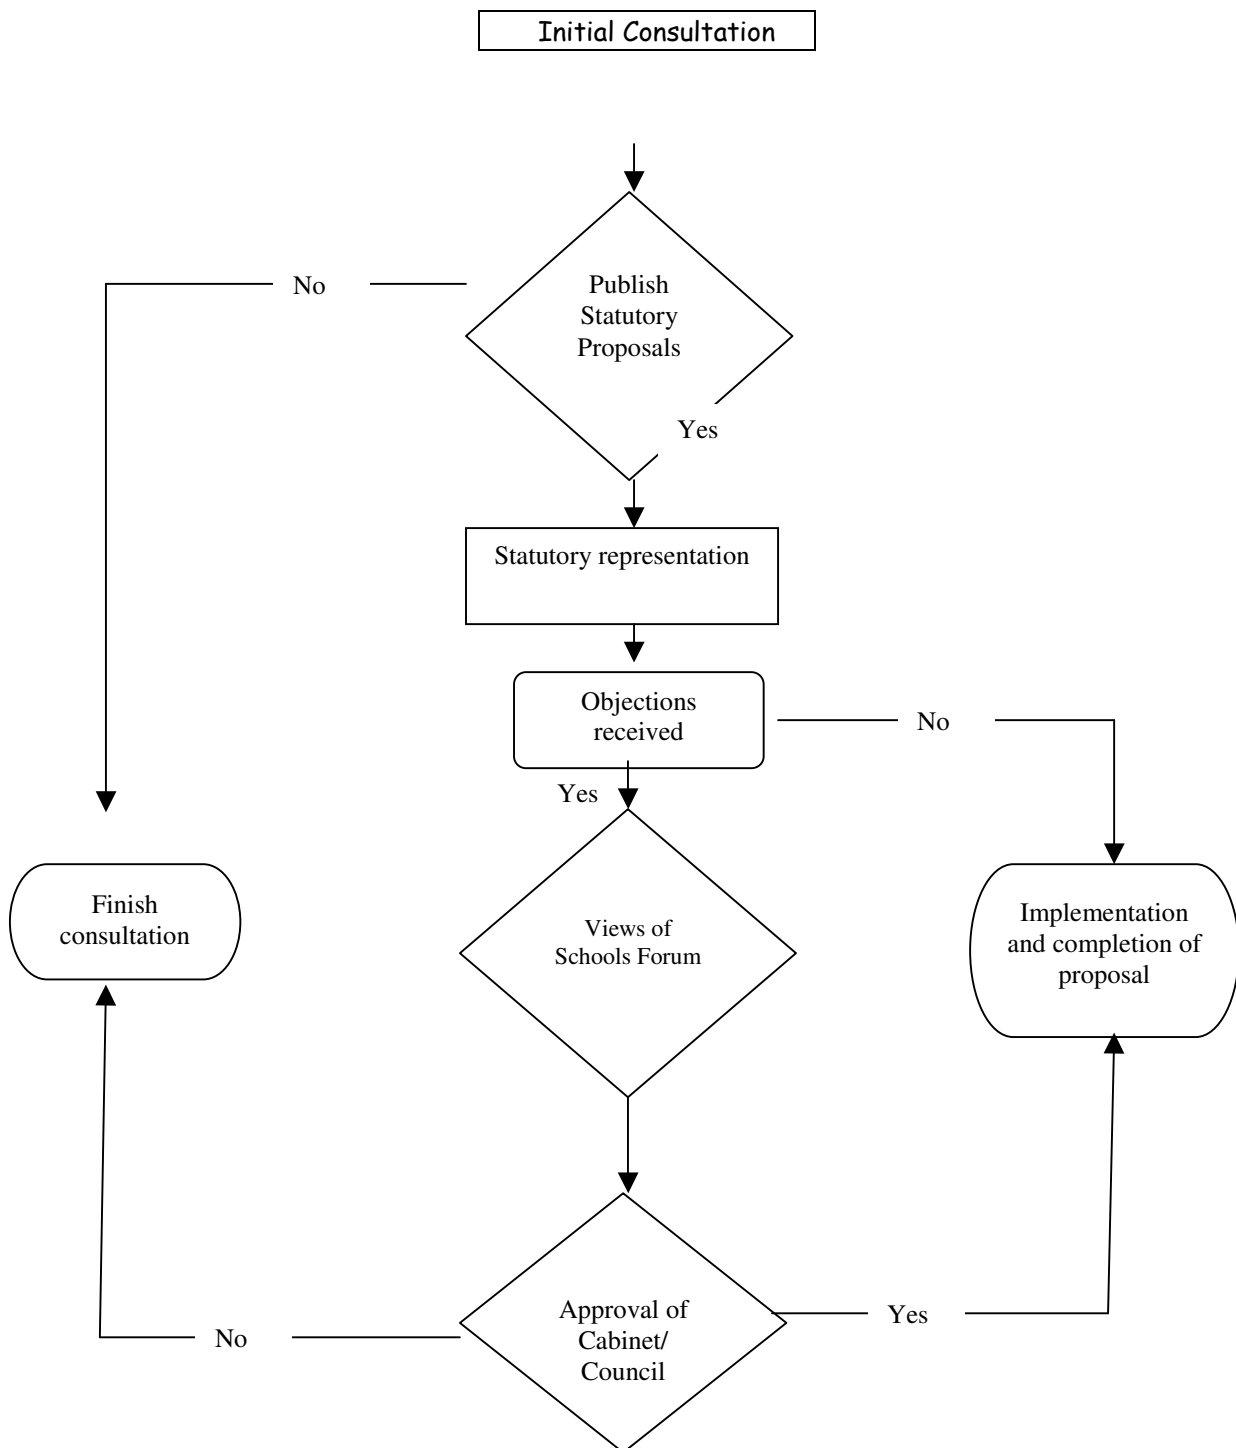 Initial Consultation
No
Publish
Statutory
Proposals
Yes
Statutory representation
Objections
received
No
Yes
Finish
consultation
Views of
Schools Forum
Implementation
and completion of
proposal
Approval of
Cabinet/
Council
Yes
No